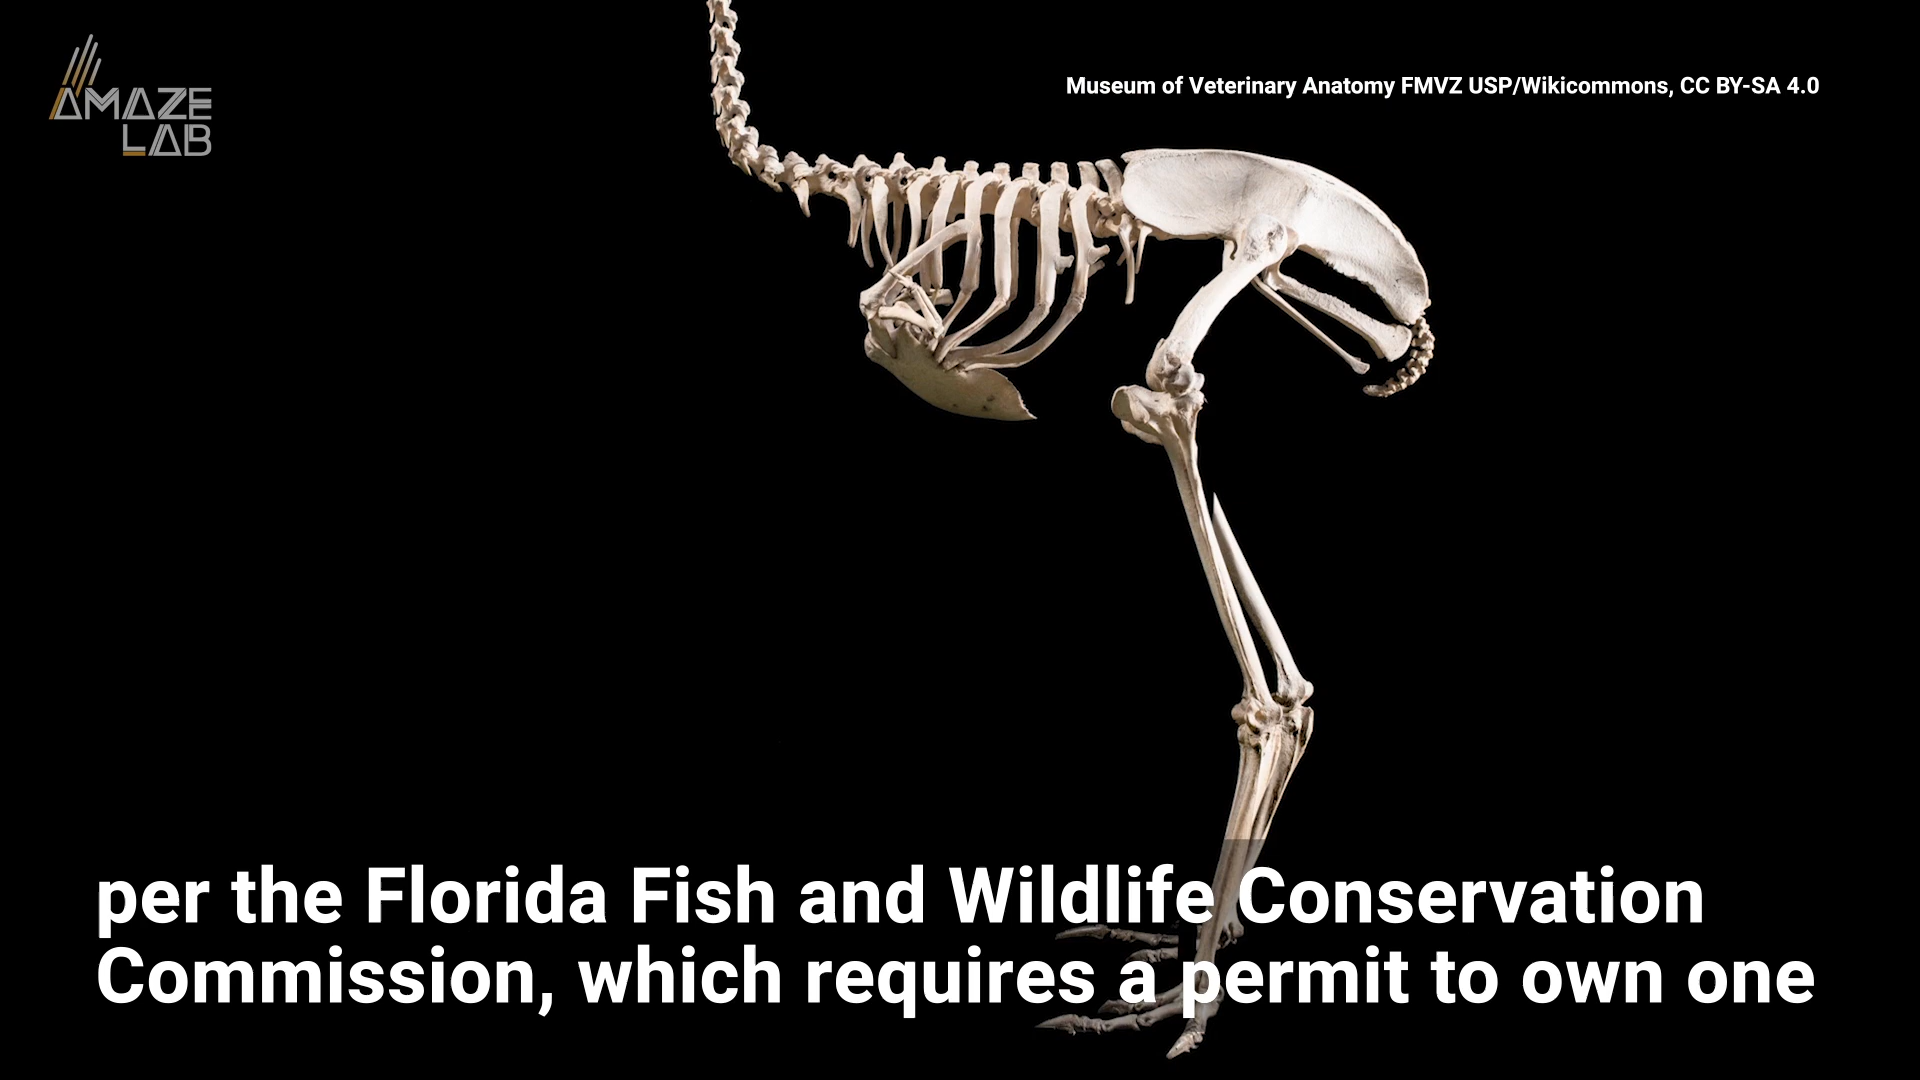 AMAZE
LAB
Museum of Veterinary Anatomy FMVZ USP/Wikicommons, CC BY-SA 4.0
per the Florida Fish and Wildlife Conservation
Commission, which requires a permit to own one